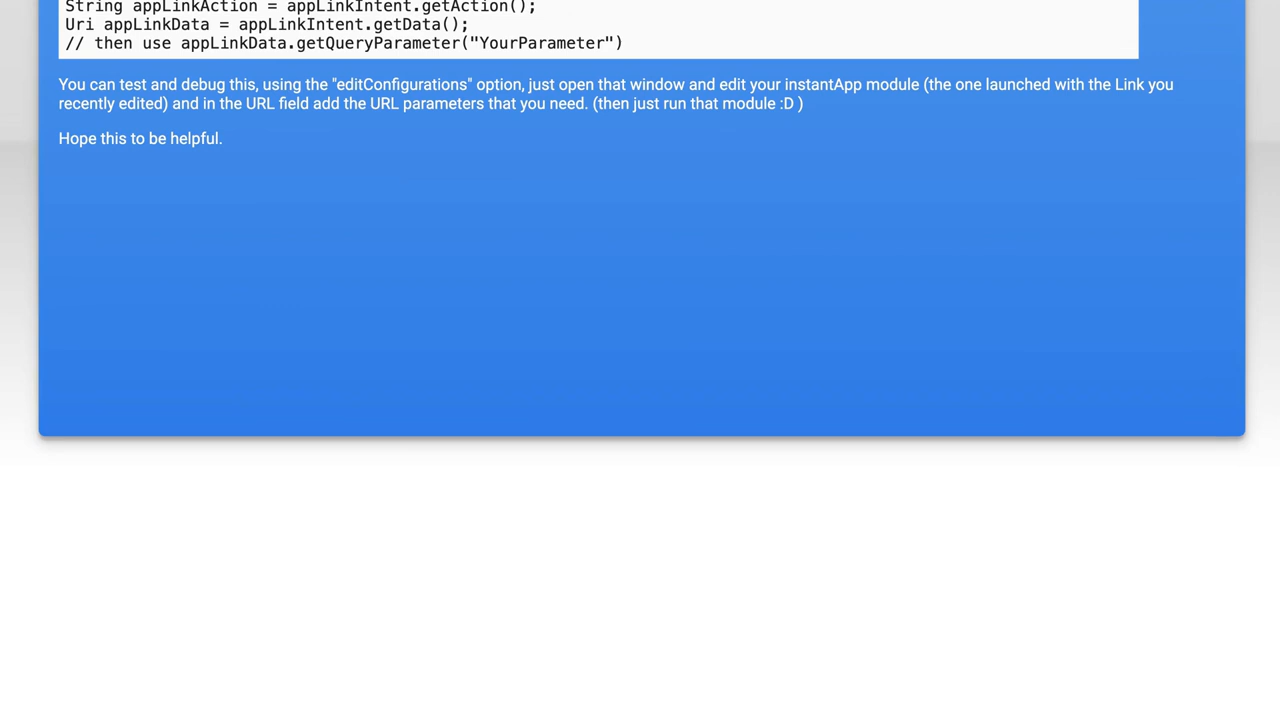 String appLinkAction = appLinkIntent.getAction();
Uri appLinkData = appLinkIntent.getData();
// then use appLinkData.getQueryParameter("YourParameter")
You can test and debug this, using the "editConfigurations" option, just open that window and edit your instantApp module (the one launched with the Link you
recently edited) and in the URL field add the URL parameters that you need. (then just run that module :D )
Hope this to be helpful.